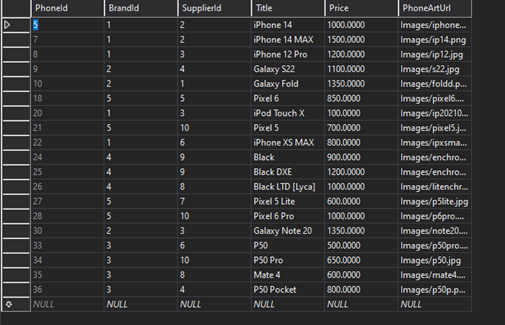 PhoneId BrandId SupplierId Title Price PhoneArtUrl
5 1 2 iPhone 14 1000.0000 Images/iphone...
7 1 2 iPhone 14 MAX 1500.0000 Images/ip14.png
8 1 3 iPhone 12 Pro 1200.0000 Images/ip12.jpg
9 2 4 Galaxy S22 1100.0000 Images/s22.jpg
10 2 1 Galaxy Fold 1350.0000 Images/foldd.p...
18 5 5 Pixel 6 850.0000 Images/pixel6....
20 1 3 iPod Touch X 100.0000 Images/ip20210...
21 5 10 Pixel 5 700.0000 Images/pixel5.j...
22 1 6 iPhone XS MAX 800.0000 Images/ipxsma...
24 4 9 Black 900.0000 Images/enchro...
25 4 9 Black DXE 1200.0000 Images/enchro...
26 4 8 Black LTD [Lyca] 1000.0000 Images/litenchr...
27 5 7 Pixel 5 Lite 600.0000 Images/p5lite.jpg
28 5 10 Pixel 6 Pro 1000.0000 Images/p6pro....
30 2 3 Galaxy Note 20 1350.0000 Images/note20....
33 3 6 P50 500.0000 Images/p50pro....
34 3 10 P50 Pro 650.0000 Images/p50.jpg
35 3 8 Mate 4 600.0000 Images/mate4....
36 3 4 P50 Pocket 800.0000 Images/p50p.p...
NULL NULL NULL NULL NULL NULL